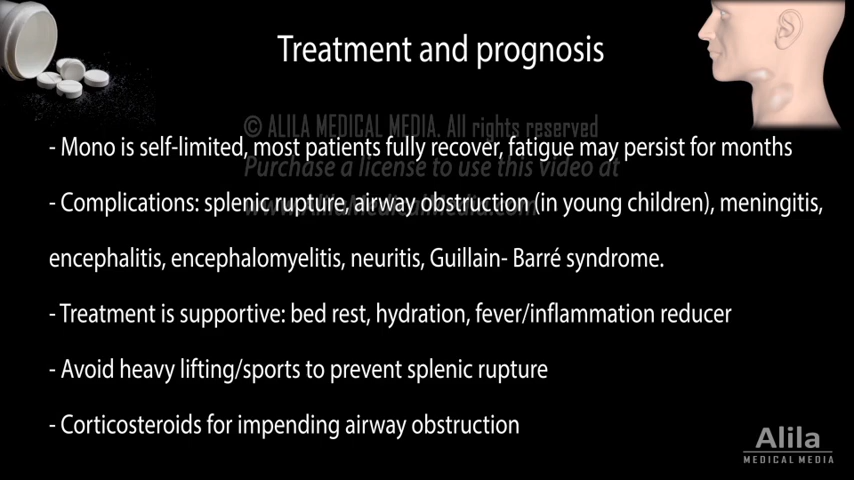 Treatment and prognosis
© ALILA MEDICAL MEDIA. All rights reserved
- Mono is self-limited, most patients fully recover, fatigue may persist for months
Purchase a license to use this video at
- Complications: splenic rupture, airway obstruction (in young children), meningitis,
www.AlilaMedicalMedia.com
encephalitis, encephalomyelitis, neuritis, Guillain- Barré syndrome.
- Treatment is supportive: bed rest, hydration, fever/inflammation reducer
- Avoid heavy lifting/sports to prevent splenic rupture
- Corticosteroids for impending airway obstruction
Alila
MEDICAL MEDIA